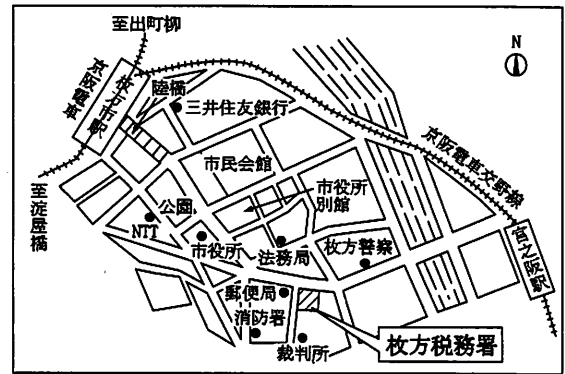 至出町柳
N
京阪電車
枚方市駅
陸橋
三井住友銀行
京阪電車交野線
市民会館
至淀屋橋
公園
市役所
別館
NTT
市役所
法務局
枚方警察
宮之阪駅
郵便局
消防署
裁判所
枚方税務署